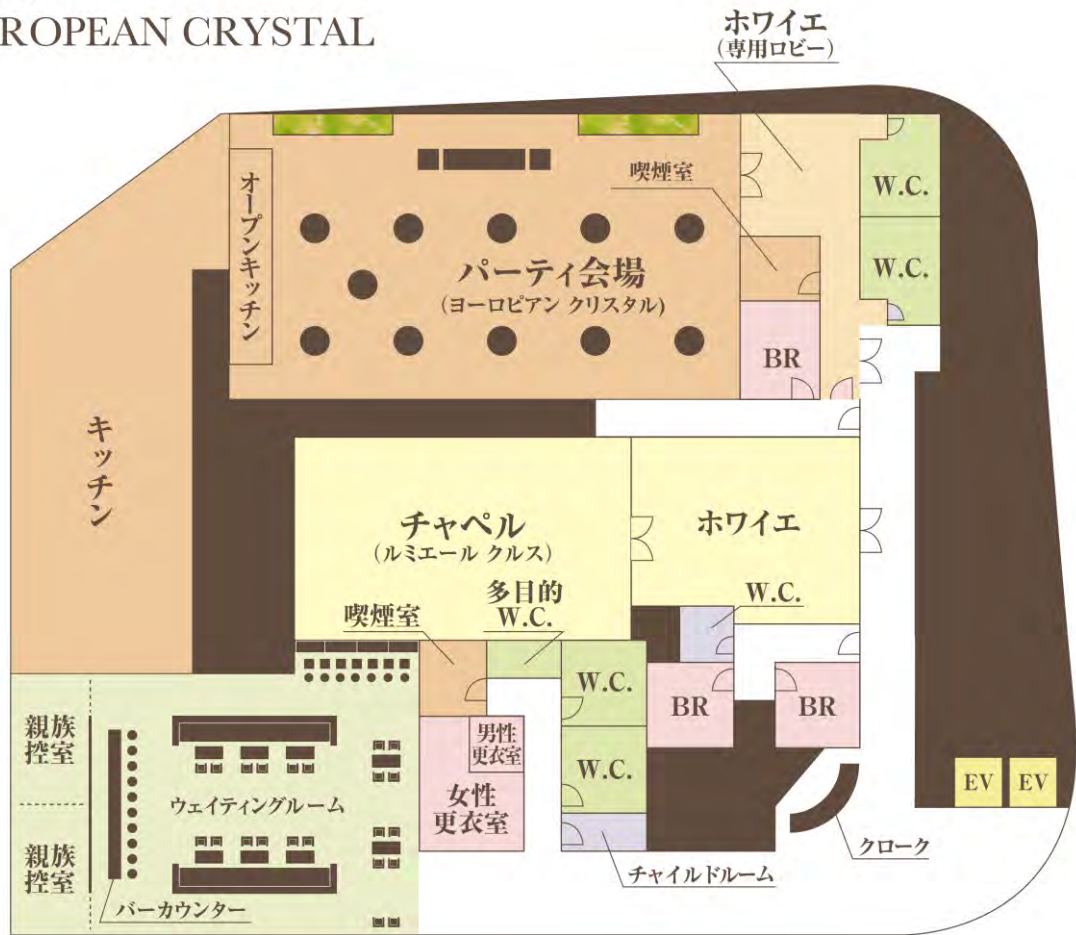 ROPEAN CRYSTAL
ホワイエ
(専用ロビー)
喫煙室
W.C.
オープンキッチン
パーティ会場
(ヨーロピアン クリスタル)
W.C.
BR
キッチン
チャペル
(ルミエール クルス)
ホワイエ
多目的
W.C.
W.C.
喫煙室
W.C.
BR
BR
親族
控室
男性
更衣室
W.C.
EV
EV
ウェイティングルーム
女性
更衣室
親族
控室
クローク
チャイルドルーム
バーカウンター